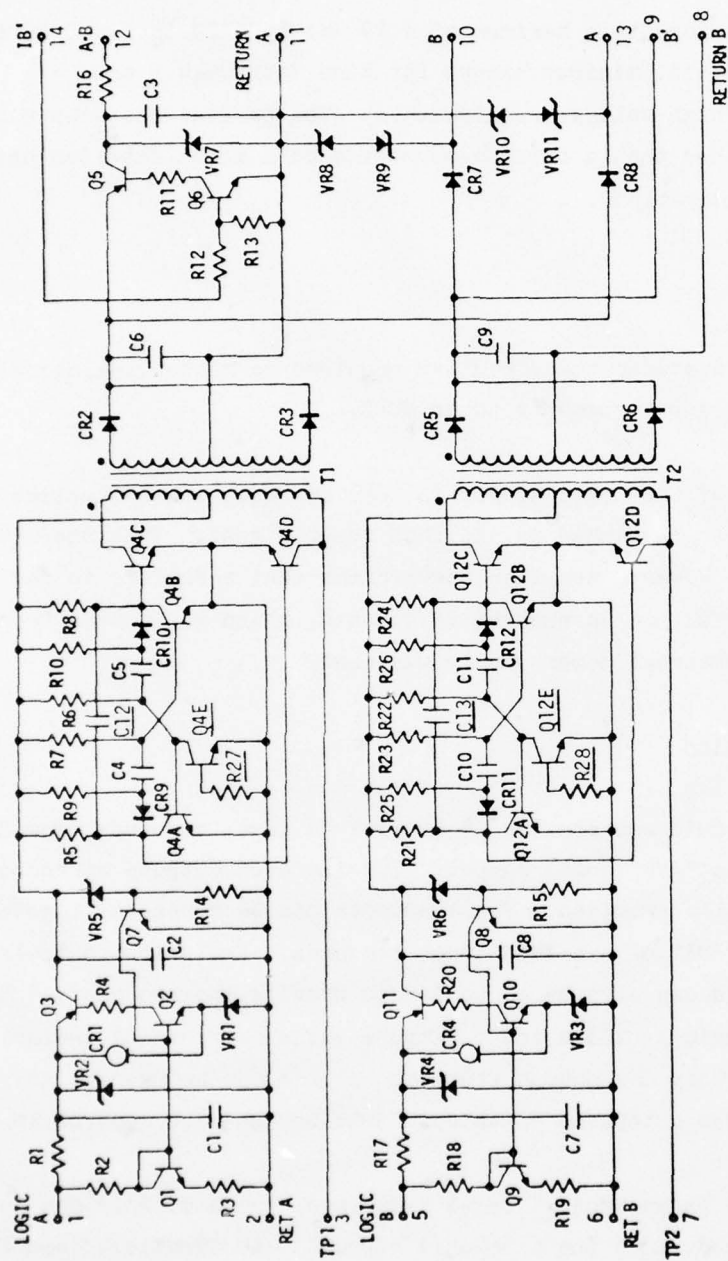 LOGIC
A
1
R1
Q3
VR5
R5
R9
R7
R6
R10
R8
R2
VR2
CR1
R4
C12
C4
C5
Q4C
CR2
C6
Q5
R16
IB'
14
A·B
12
C3
Q1
C1
Q2
Q7
C2
CR9
Q4A
CR10
Q4B
Q4E
R11
Q6
VR7
R12
R13
R3
VR1
R14
R27
Q4D
CR3
T1
RETURN
A
11
2
RET A
TP1
3
VR8
VR9
LOGIC
B
5
R17
Q11
VR6
R21
R25
R23
R22
R26
R24
R18
VR4
CR4
R20
C13
C10
C11
Q12C
CR5
C9
CR7
B
10
Q9
C7
Q10
Q8
C8
CR11
Q12A
CR12
Q12B
Q12E
VR10
VR11
R19
VR3
R15
R28
Q12D
CR6
T2
CR8
A
13
B'
9
RETURN B
8
6
RET B
TP2
7